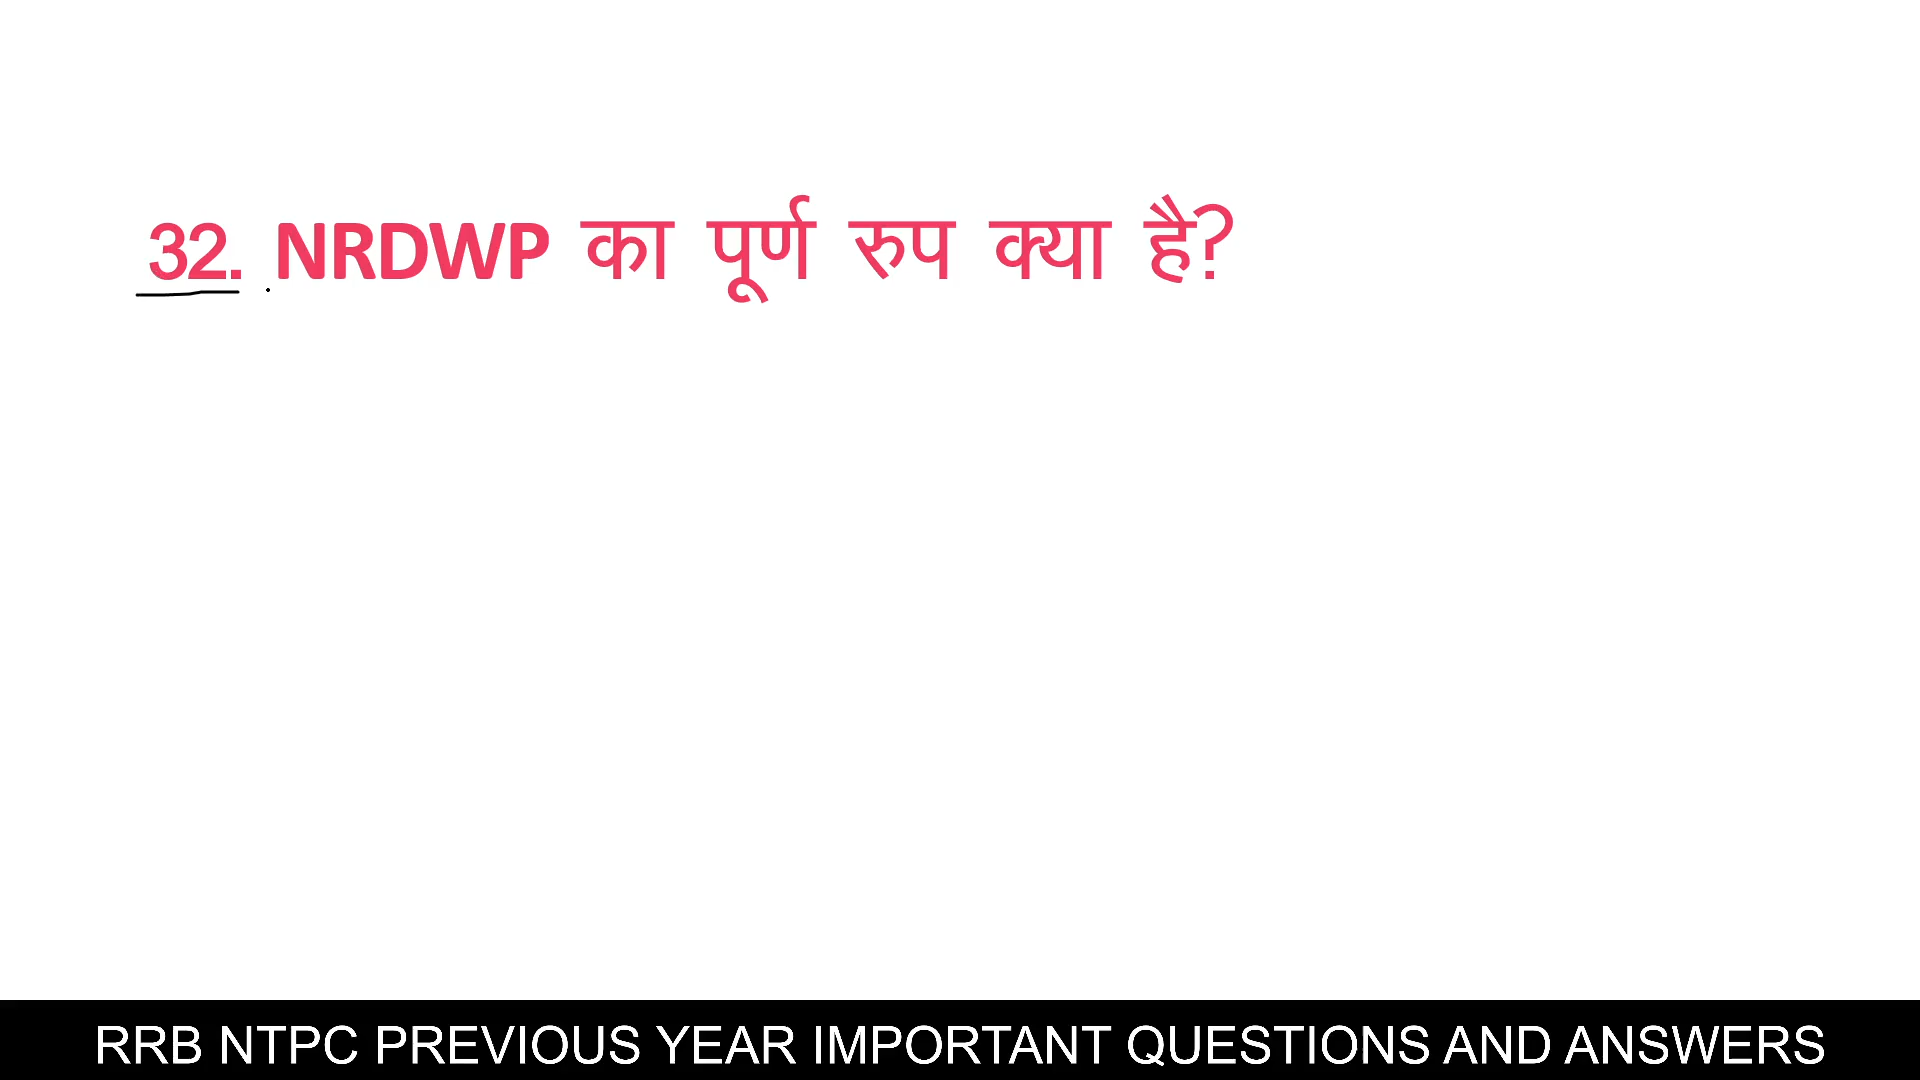 32. NRDWP का पूर्ण रुप क्या है?
RRB NTPC PREVIOUS YEAR IMPORTANT QUESTIONS AND ANSWERS